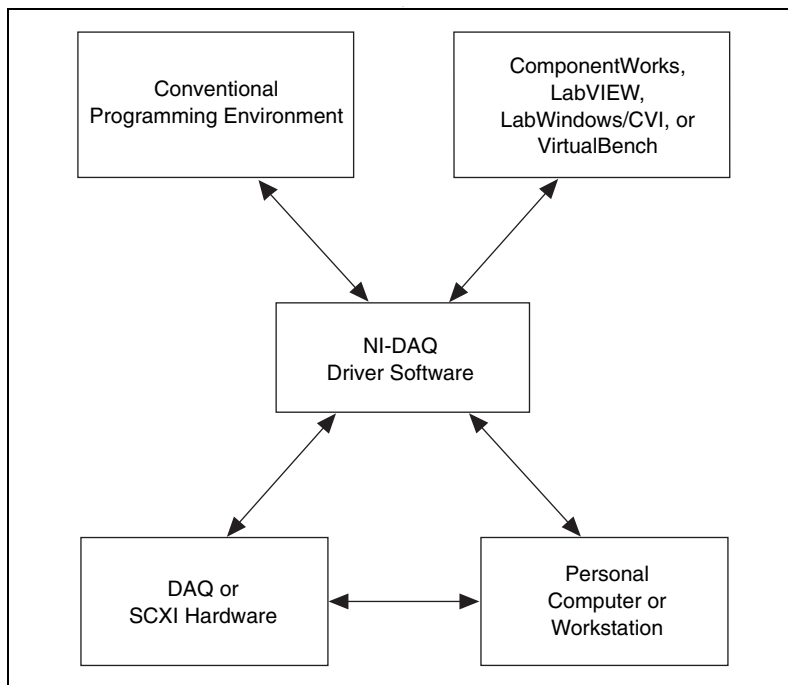 Conventional
Programming Environment
ComponentWorks,
LabVIEW,
LabWindows/CVI, or
VirtualBench
NI-DAQ
Driver Software
DAQ or
SCXI Hardware
Personal
Computer or
Workstation